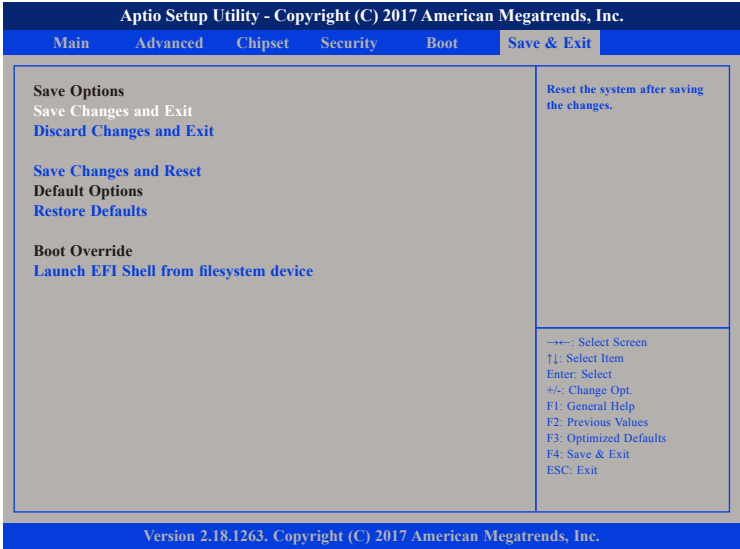 Aptio Setup Utility - Copyright (C) 2017 American Megatrends, Inc.
Main Advanced Chipset Security Boot Save & Exit
Save Options
Save Changes and Exit
Discard Changes and Exit
Save Changes and Reset
Default Options
Restore Defaults
Boot Override
Launch EFI Shell from filesystem device
Reset the system after saving
the changes.
→←: Select Screen
↑↓: Select Item
Enter: Select
+/-: Change Opt.
F1: General Help
F2: Previous Values
F3: Optimized Defaults
F4: Save & Exit
ESC: Exit
Version 2.18.1263. Copyright (C) 2017 American Megatrends, Inc.